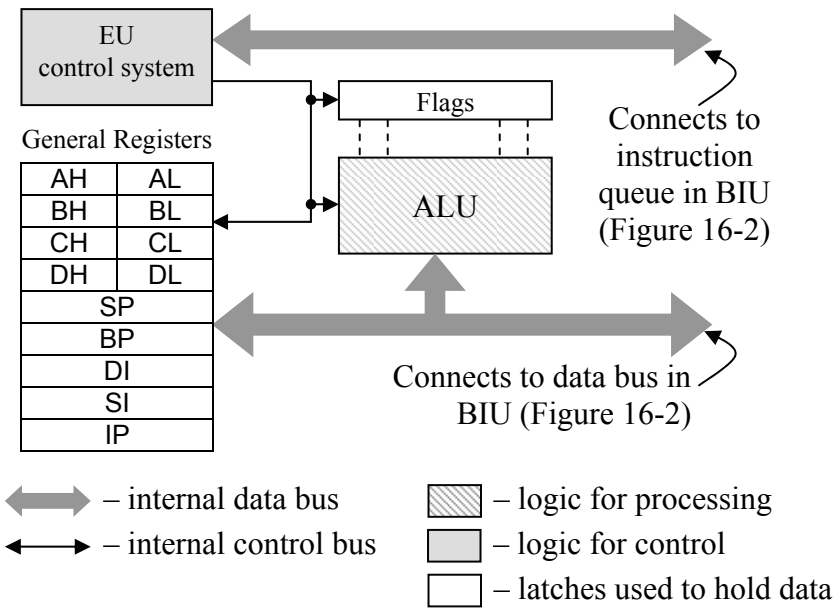 EU
control system
Flags
Connects to
instruction
queue in BIU
(Figure 16-2)
General Registers
AH AL
BH BL
CH CL
DH DL
SP
BP
DI
SI
IP
ALU
Connects to data bus in
BIU (Figure 16-2)
– internal data bus
– internal control bus
– logic for processing
– logic for control
– latches used to hold data